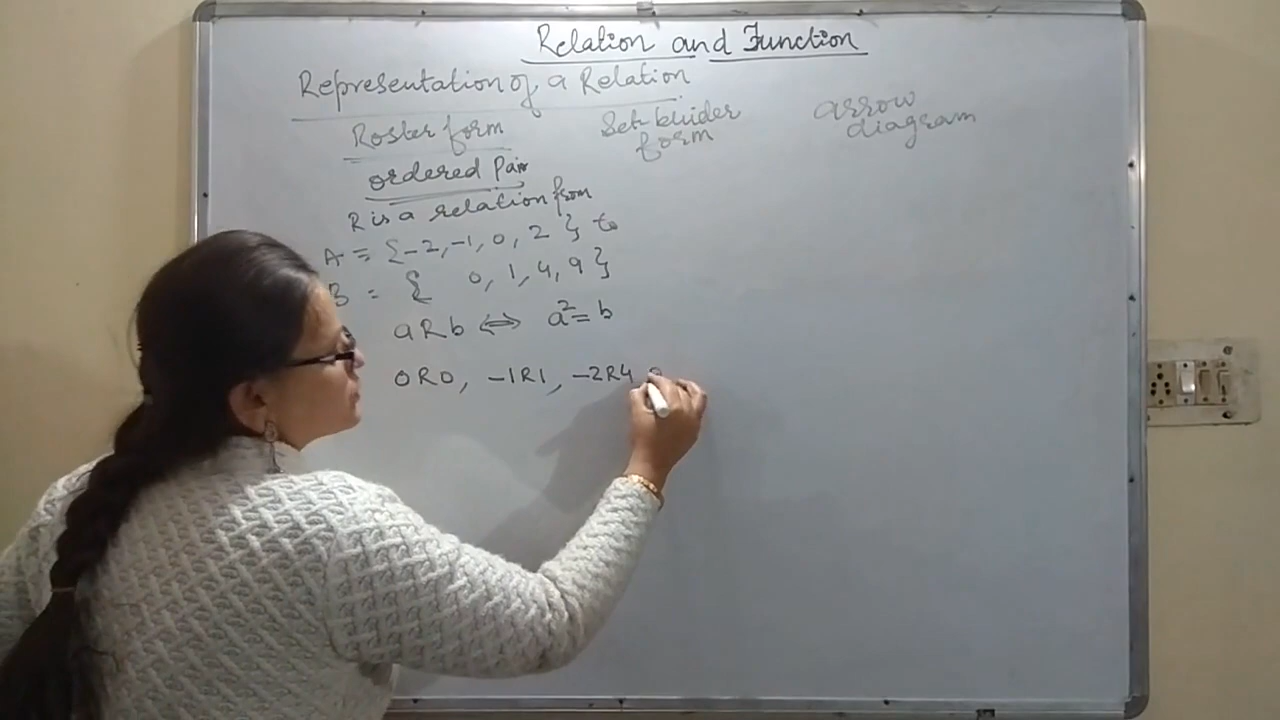 Relation and Function
Representation of a Relation
Roster form
Set bluider form
arrow diagram
ordered Pair
R is a relation from
A = {-2, -1, 0, 2 } to
B = { 0, 1, 4, 9 }
aRb ⇔ a² = b
0R0, -1R1, -2R4